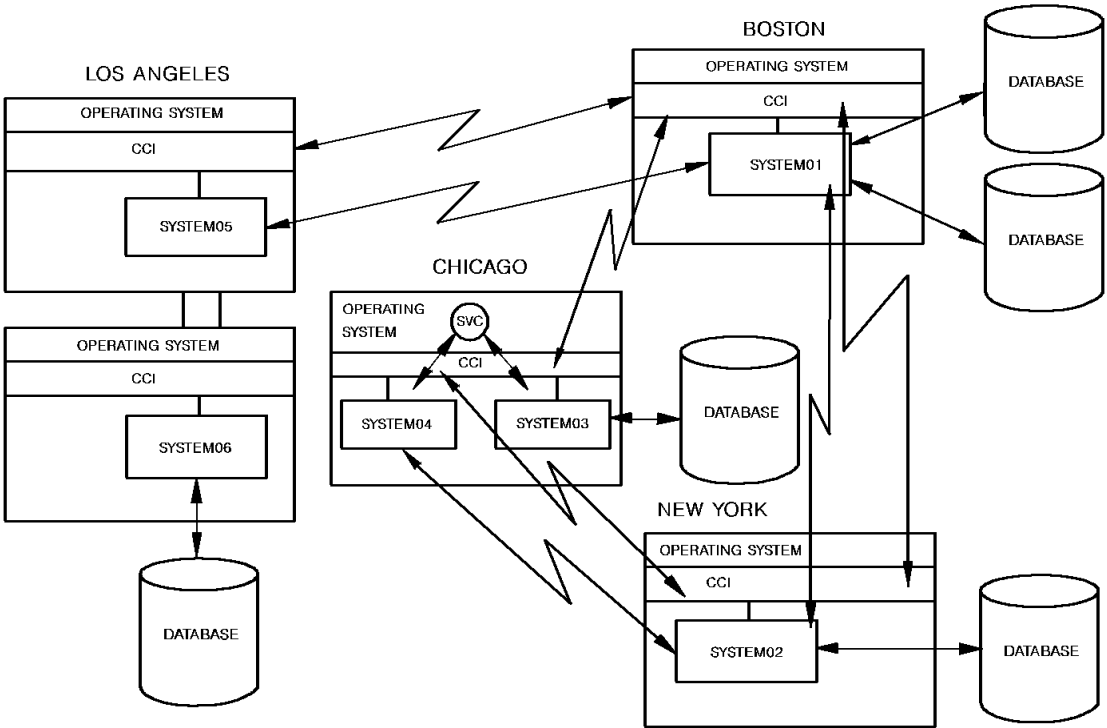 LOS ANGELES
OPERATING SYSTEM
CCI
SYSTEM05
OPERATING SYSTEM
CCI
SYSTEM06
DATABASE
BOSTON
OPERATING SYSTEM
CCI
SYSTEM01
DATABASE
DATABASE
CHICAGO
OPERATING
SYSTEM
SVC
CCI
SYSTEM04
SYSTEM03
DATABASE
NEW YORK
OPERATING SYSTEM
CCI
SYSTEM02
DATABASE